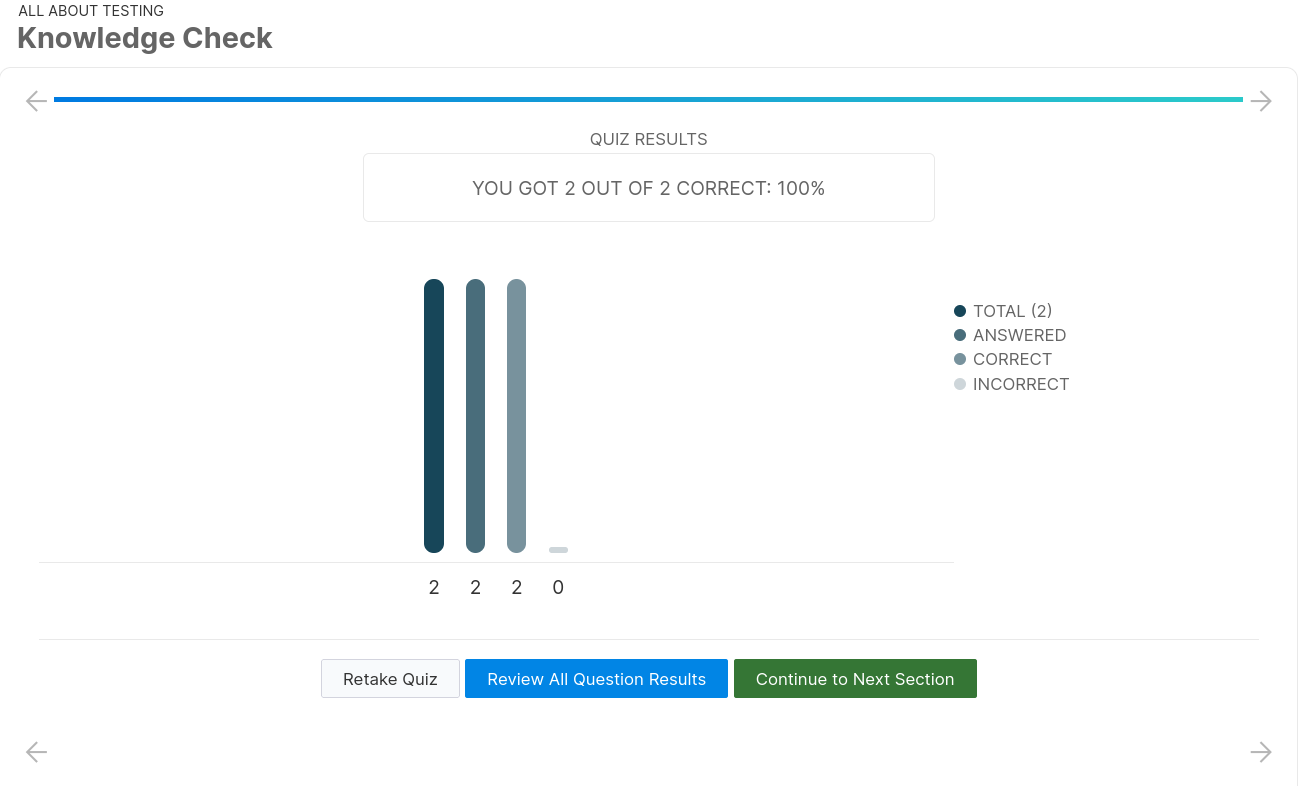 ALL ABOUT TESTING
Knowledge Check
QUIZ RESULTS
YOU GOT 2 OUT OF 2 CORRECT: 100%
TOTAL (2)
ANSWERED
CORRECT
INCORRECT
2 2 2 0
Retake Quiz Review All Question Results Continue to Next Section